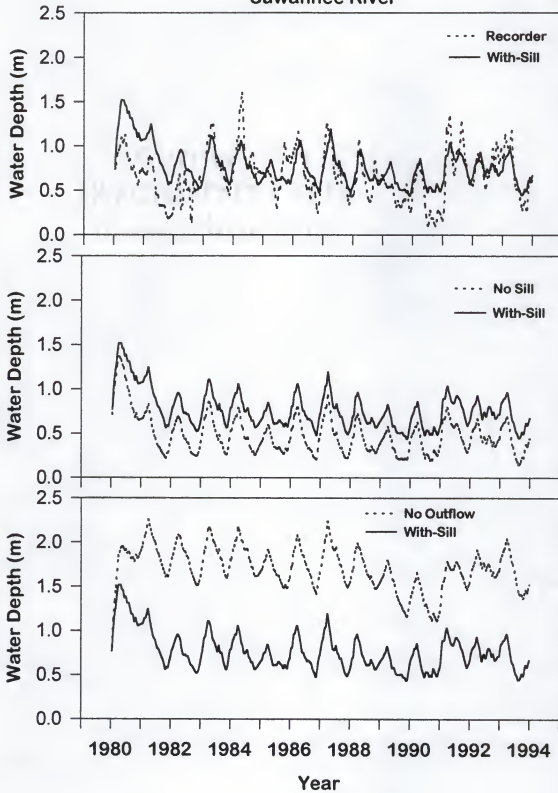 Suwannee River
Water Depth (m)
2.5
2.0
1.5
1.0
0.5
0.0
Recorder
With-Sill
Water Depth (m)
2.5
2.0
1.5
1.0
0.5
0.0
No Sill
With-Sill
Water Depth (m)
2.5
2.0
1.5
1.0
0.5
0.0
No Outflow
With-Sill
1980 1982 1984 1986 1988 1990 1992 1994
Year